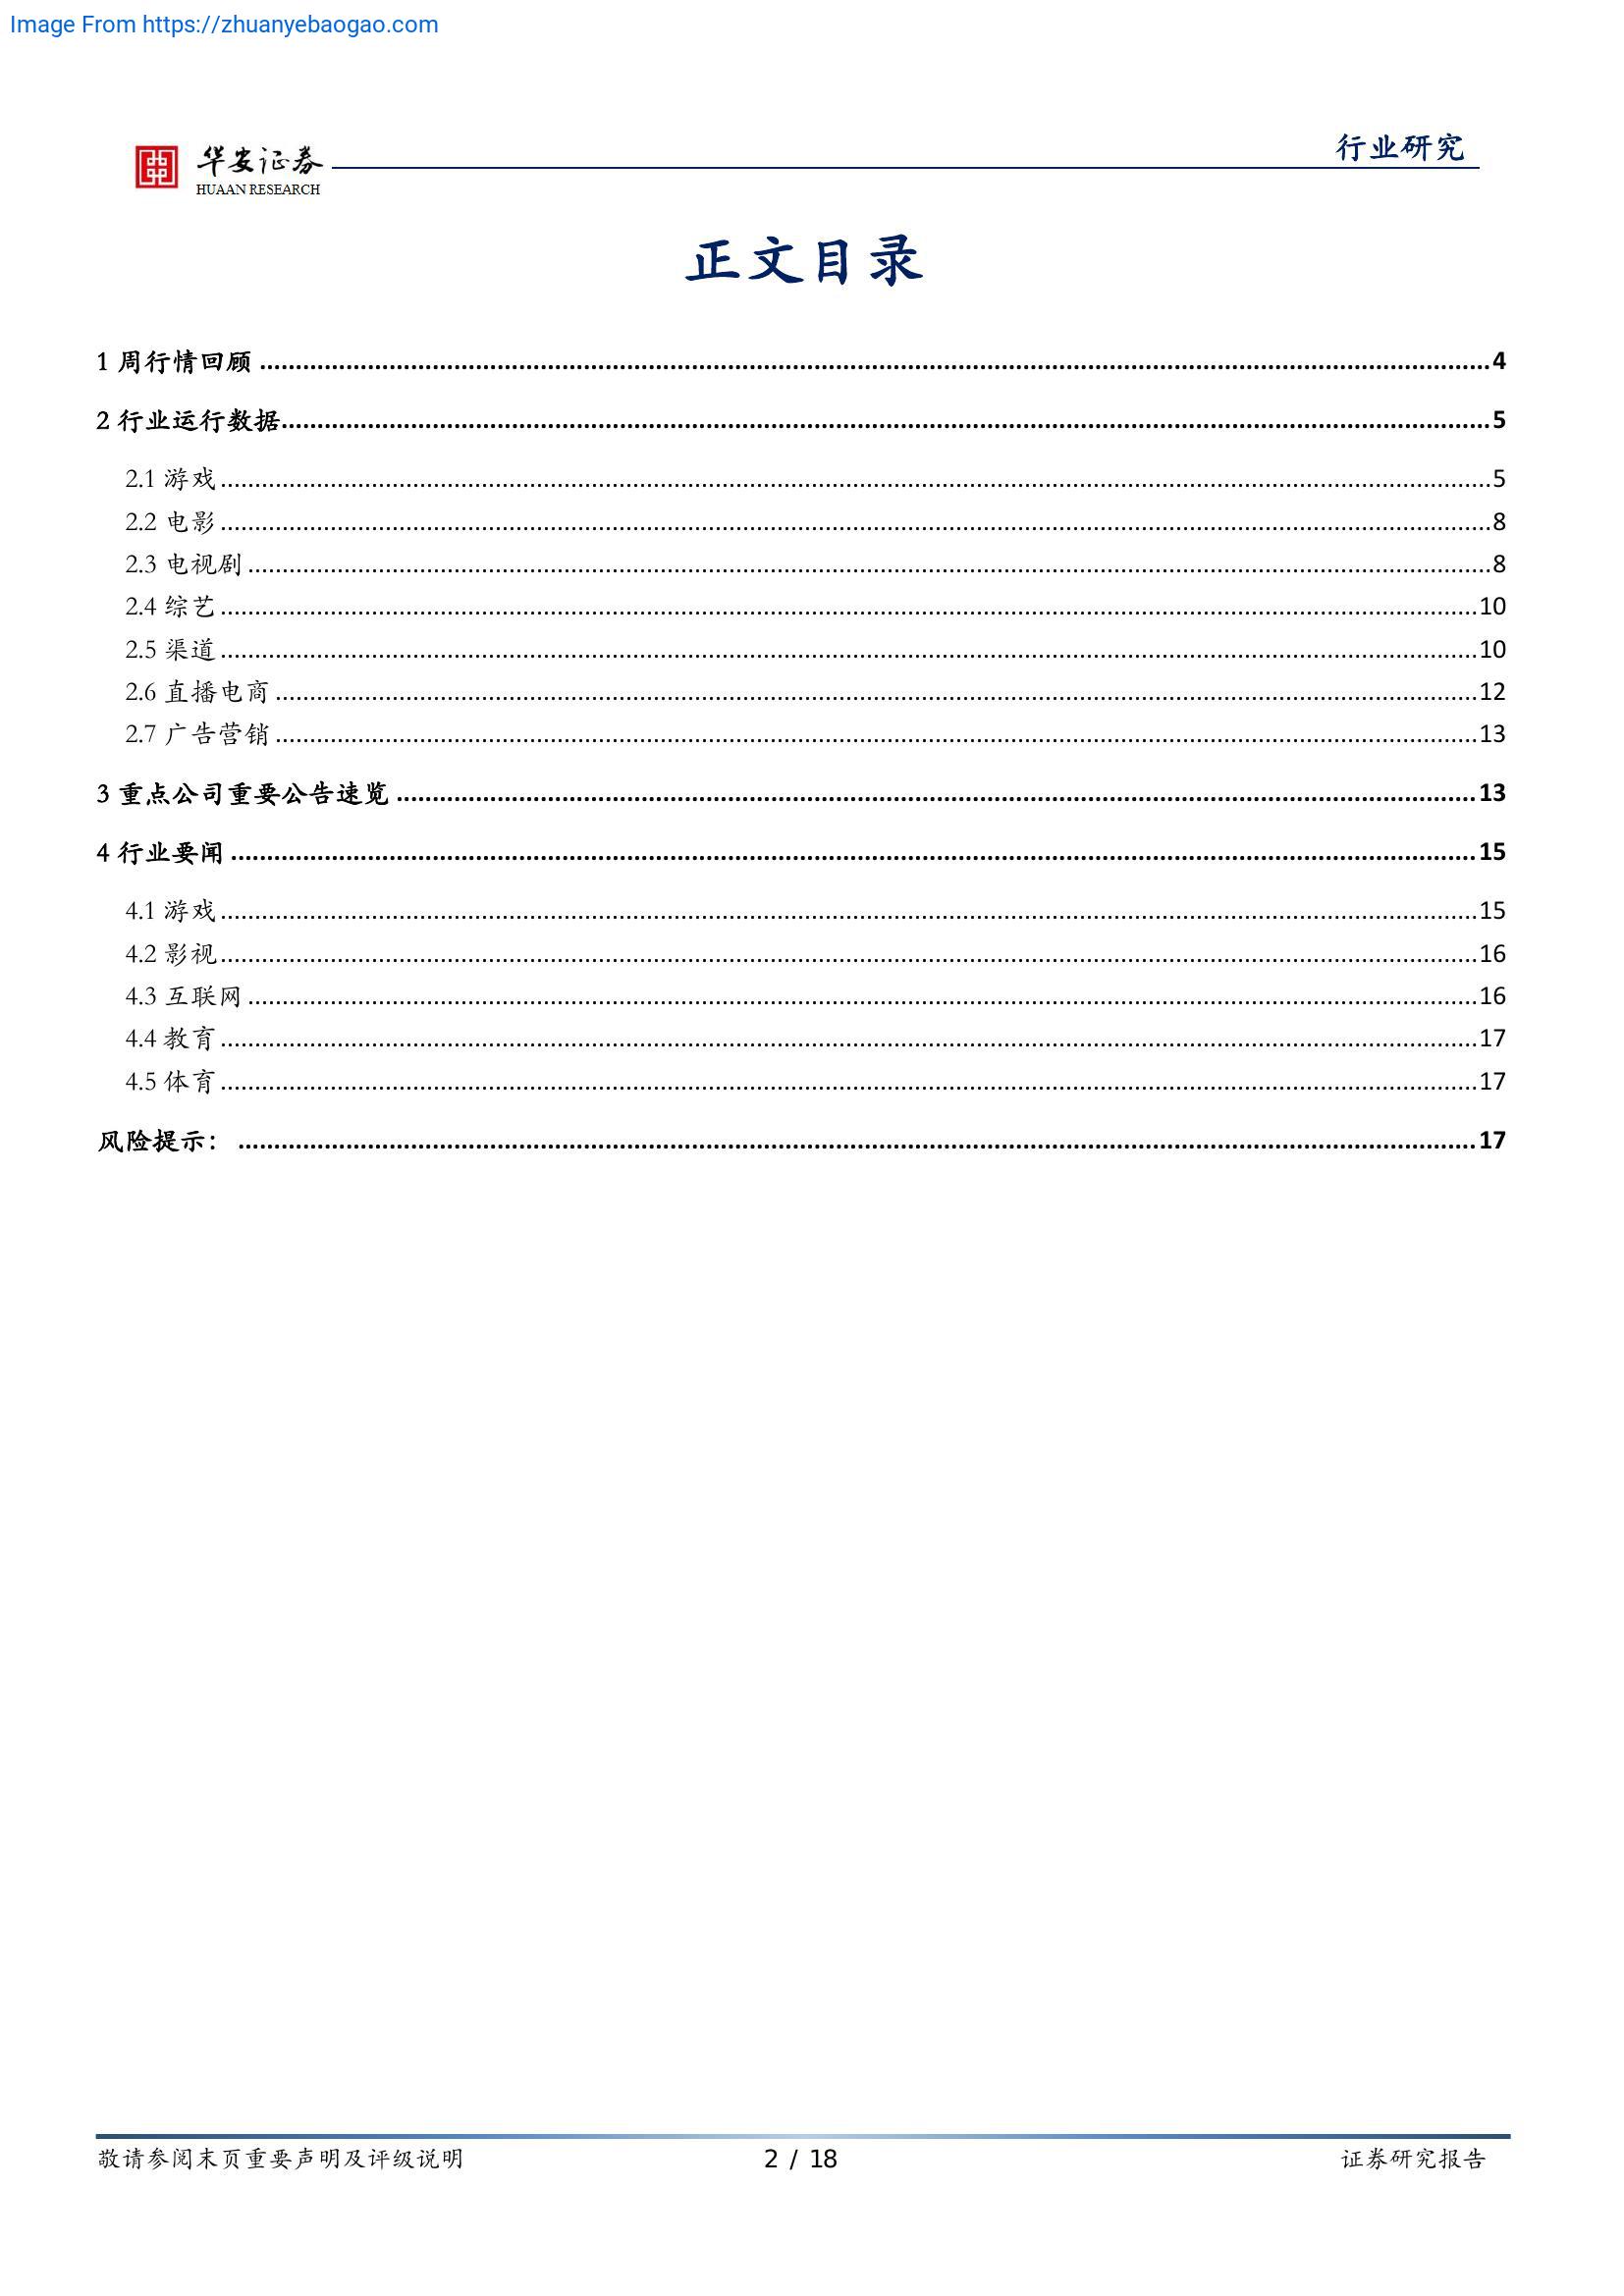 Image From https://zhuanyebaogao.com
行业研究
华安证券
HUAAN RESEARCH
正文目录
1 周行情回顾 ........................................ 4
2 行业运行数据 ........................................ 5
2.1 游戏 ........................................ 5
2.2 电影 ........................................ 8
2.3 电视剧 ........................................ 8
2.4 综艺 ........................................ 10
2.5 渠道 ........................................ 10
2.6 直播电商 ........................................ 12
2.7 广告营销 ........................................ 13
3 重点公司重要公告速览 ........................................ 13
4 行业要闻 ........................................ 15
4.1 游戏 ........................................ 15
4.2 影视 ........................................ 16
4.3 互联网 ........................................ 16
4.4 教育 ........................................ 17
4.5 体育 ........................................ 17
风险提示： ........................................ 17
敬请参阅末页重要声明及评级说明 2 / 18 证券研究报告